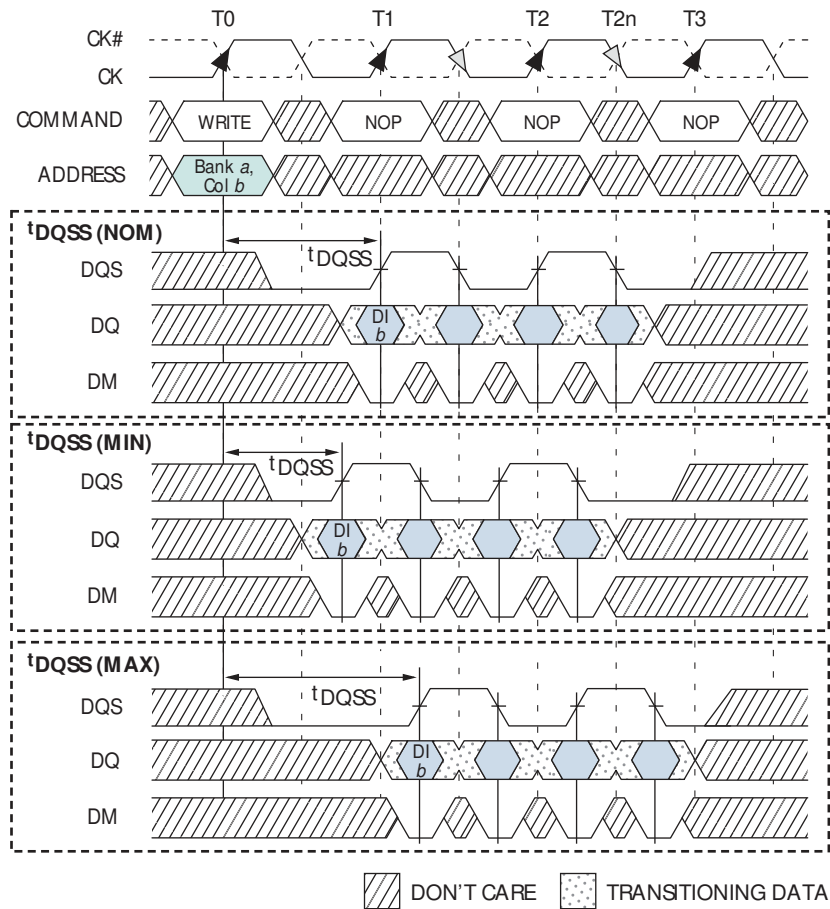 T0 T1 T2 T2n T3
CK#
CK
COMMAND WRITE NOP NOP NOP
ADDRESS Bank a,
Col b
tDQSS (NOM)
tDQSS
DQS
DQ DI
b
DM
tDQSS (MIN)
tDQSS
DQS
DQ DI
b
DM
tDQSS (MAX)
tDQSS
DQS
DQ DI
b
DM
DON'T CARE TRANSITIONING DATA